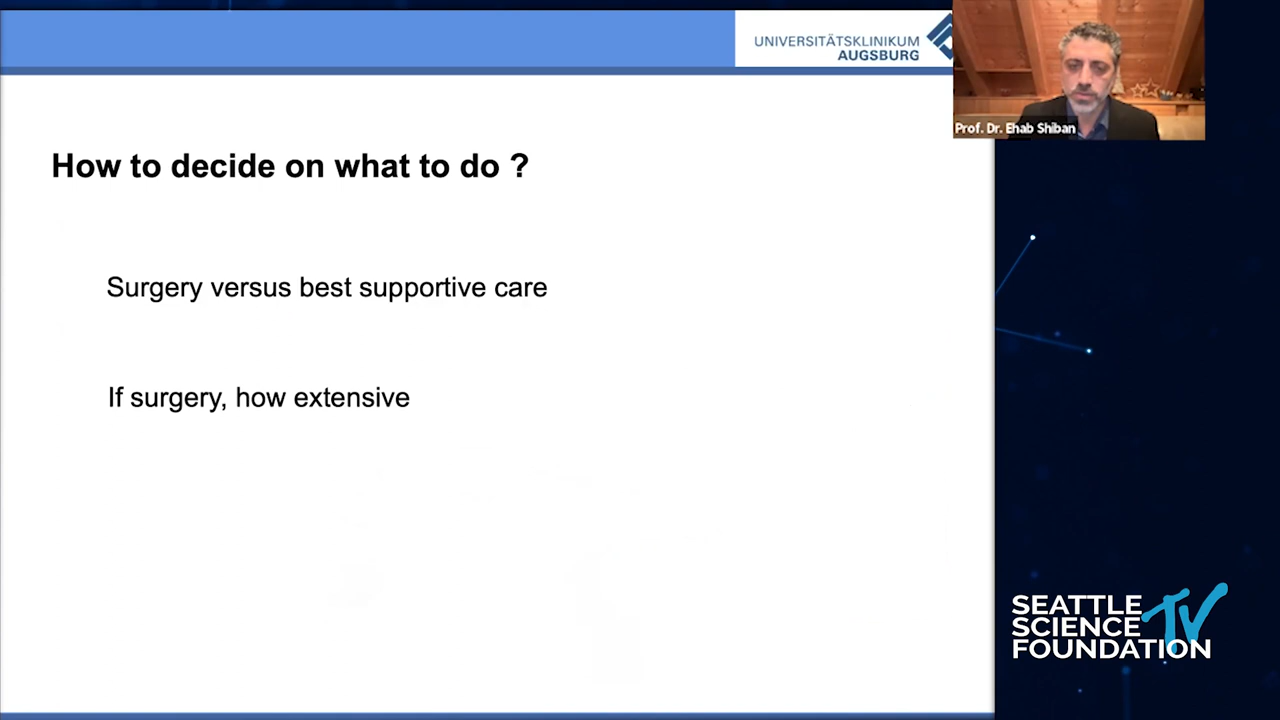 UNIVERSITÄTSKLINIKUM
AUGSBURG
Prof. Dr. Ehab Shiban
How to decide on what to do ?
Surgery versus best supportive care
If surgery, how extensive
SEATTLE
SCIENCE
FOUNDATION
TV